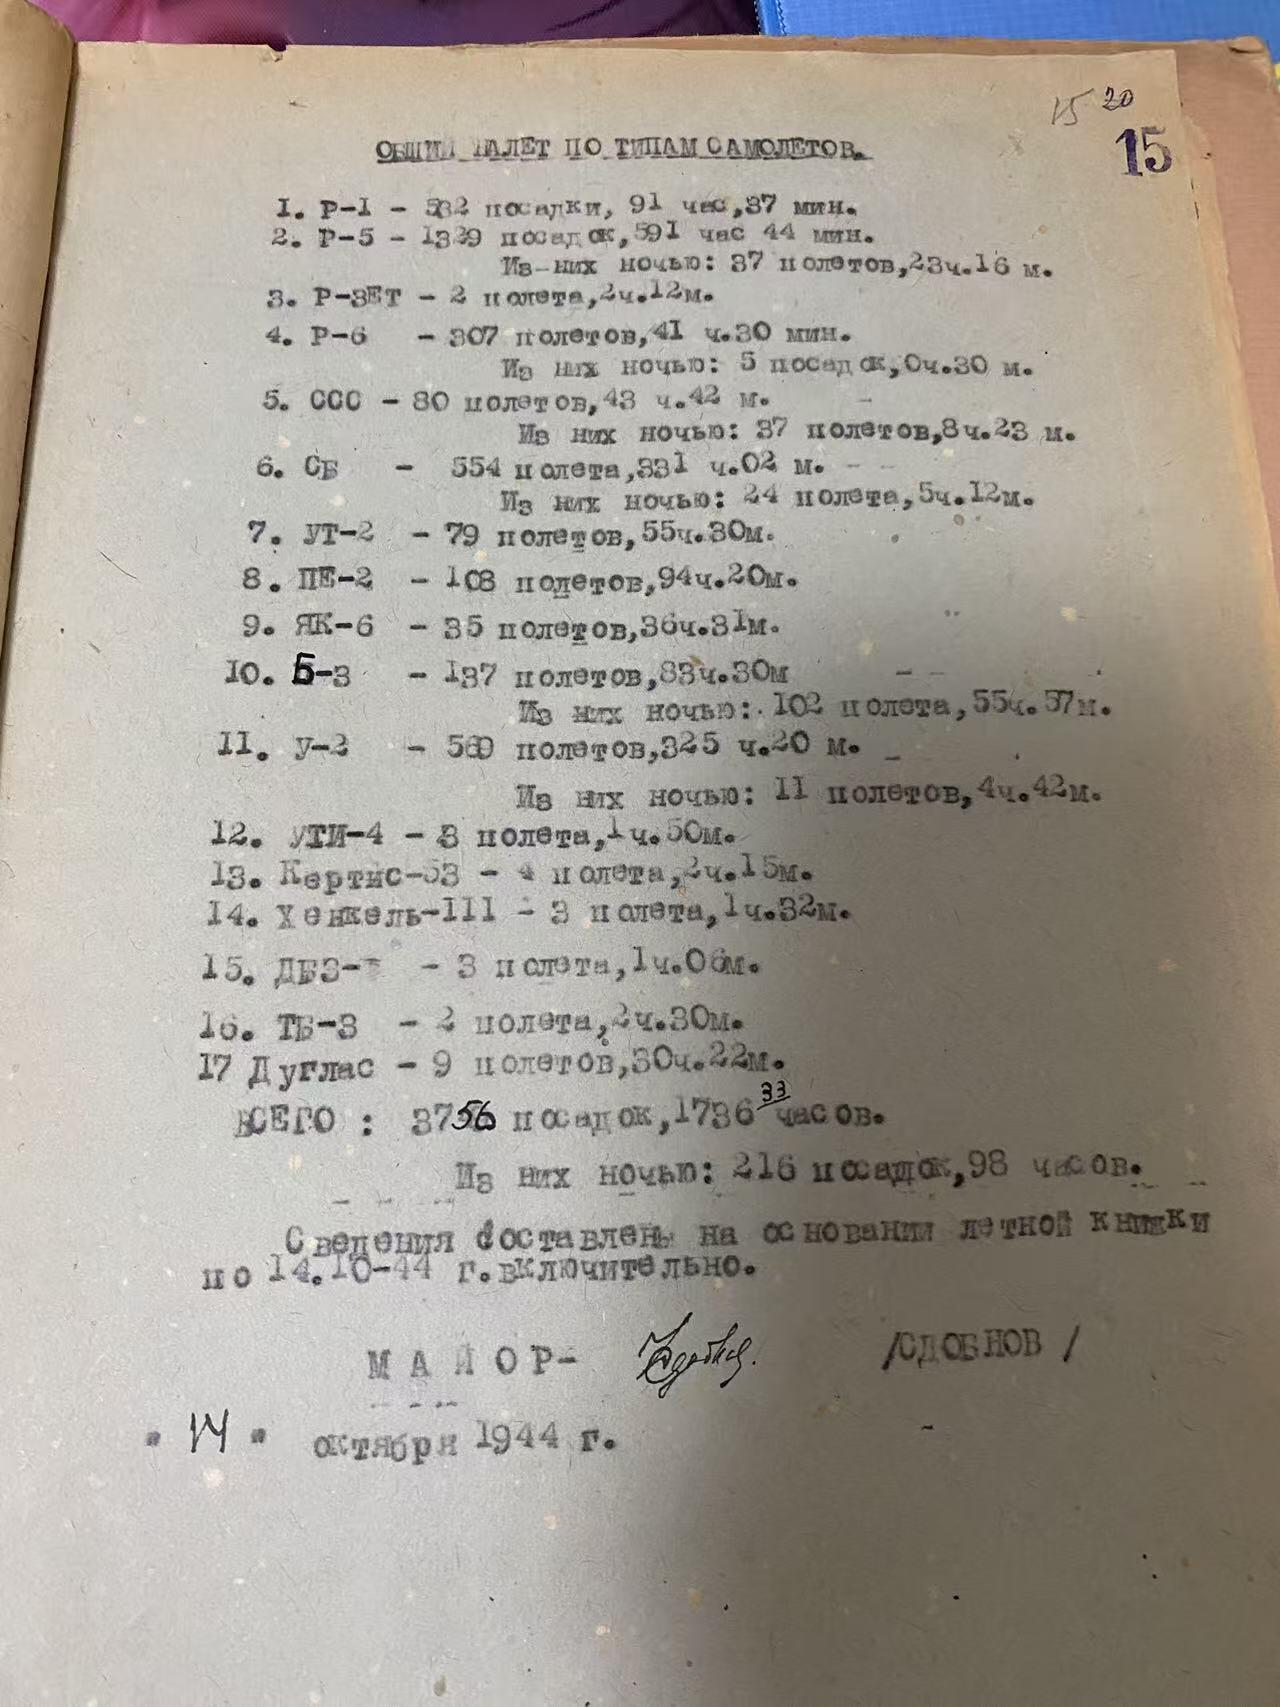 15 20
15
ОБЩИЙ НАЛЕТ ПО ТИПАМ САМОЛЕТОВ.
1. Р-1 - 532 посадки, 91 час,37 мин.
2. Р-5 - 1329 посадок,591 час 44 мин.
Из них ночью: 37 полетов,23ч.16 м.
3. Р-ЗЕТ - 2 полета,2ч.12м.
4. Р-6 - 307 полетов,41 ч.30 мин.
Из них ночью: 5 посадок,0ч.30 м.
5. ССС - 80 полетов,43 ч.42 м.
Из них ночью: 37 полетов,8ч.23 м.
6. СБ - 554 полета,331 ч.02 м.
Из них ночью: 24 полета,5ч.12м.
7. УТ-2 - 79 полетов,55ч.30м.
8. ПЕ-2 - 108 полетов,94ч.20м.
9. ЯК-6 - 35 полетов,36ч.31м.
10. Б-3 - 137 полетов,83ч.30м
Из них ночью: 102 полета,55ч.57м.
11. У-2 - 569 полетов,325 ч.20 м.
Из них ночью: 11 полетов,4ч.42м.
12. УТИ-4 - 3 полета,1ч.50м.
13. Кертис-53 - 4 полета,2ч.15м.
14. Хенкель-111 - 3 полета,1ч.32м.
15. ДБЗ- - 3 полета,1ч.06м.
16. ТБ-3 - 2 полета,2ч.30м.
17 Дуглас - 9 полетов,30ч.22м.
ВСЕГО : 3756 посадок,1736 33 часов.
Из них ночью: 216 посадок,98 часов.
Сведения составлены на основании летной книжки
по 14.10-44 г.включительно.
МАЙОР- /СДОБНОВ /
" 14 " октября 1944 г.